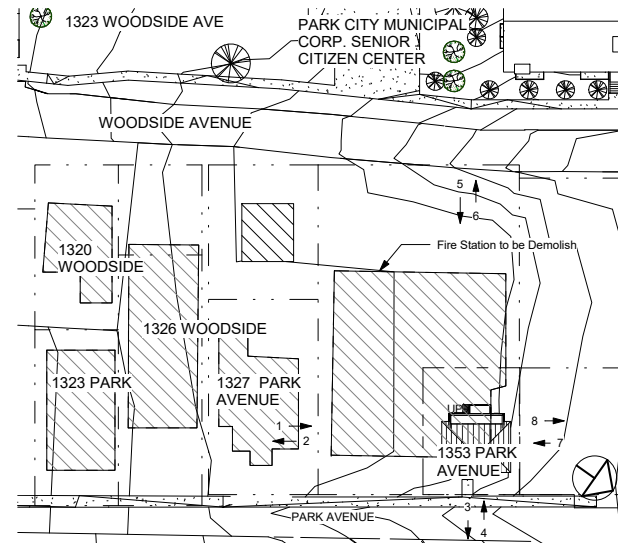 1323 WOODSIDE AVE
PARK CITY MUNICIPAL
CORP. SENIOR
CITIZEN CENTER
WOODSIDE AVENUE
5
6
Fire Station to be Demolish
1320
WOODSIDE
1326 WOODSIDE
1323 PARK
1327 PARK
AVENUE
UP
1
2
8
7
1353 PARK
AVENUE
PARK AVENUE
3
4